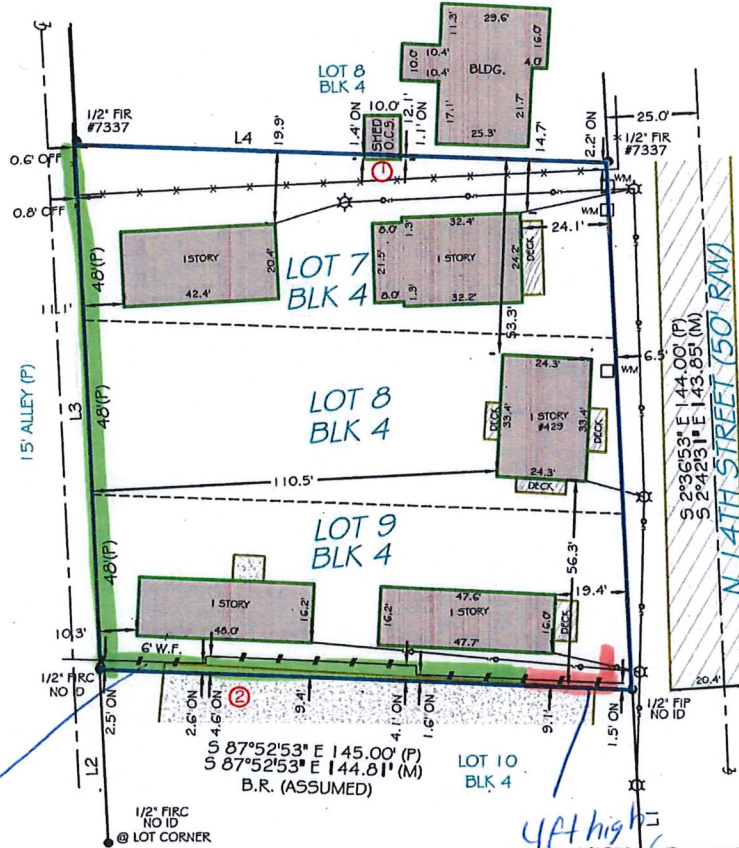 11.3'
29.6'
16.0'
10.0'
10.4'
10.4'
BLDG.
4.0'
LOT 8
BLK 4
17.1'
21.7'
25.3'
10.0'
12.1'
1.4' ON
SHED
O.C.S.
1.1' ON
14.7'
2.2' ON
25.0'
1/2" FIR
#7337
1/2" FIR
#7337
L4
19.9'
0.6' OFF
0.8' OFF
1
WM
WM
24.1'
48'(P)
1 STORY
20.4'
42.4'
11.1'
LOT 7
BLK 4
8.0'
1.3'
32.4'
21.5'
1 STORY
24.2'
DECK
8.0'
1.3'
32.2'
53.3'
6.5'
WM
15' ALLEY (P)
L3
48'(P)
LOT 8
BLK 4
24.3'
DECK
33.4'
1 STORY
#429
33.4'
DECK
24.3'
DECK
110.5'
S 2°36'53" E 144.00' (P)
S 2°42'31" E 143.85' (M)
N. 14TH STREET (50' R/W)
48'(P)
LOT 9
BLK 4
56.3'
19.4'
1 STORY
16.2'
48.0'
47.6'
16.2'
1 STORY
16.0'
DECK
47.7'
10.3'
6' W.F.
1/2" FIRC
NO ID
2.5' ON
2.6' ON
4.6' ON
2
9.4'
4.1' ON
1.6' ON
9.1'
1.5' ON
1/2" FIP
NO ID
20.4'
S 87°52'53" E 145.00' (P)
S 87°52'53" E 144.81' (M)
B.R. (ASSUMED)
LOT 10
BLK 4
L2
1/2" FIRC
NO ID
@ LOT CORNER
4ft high
L1